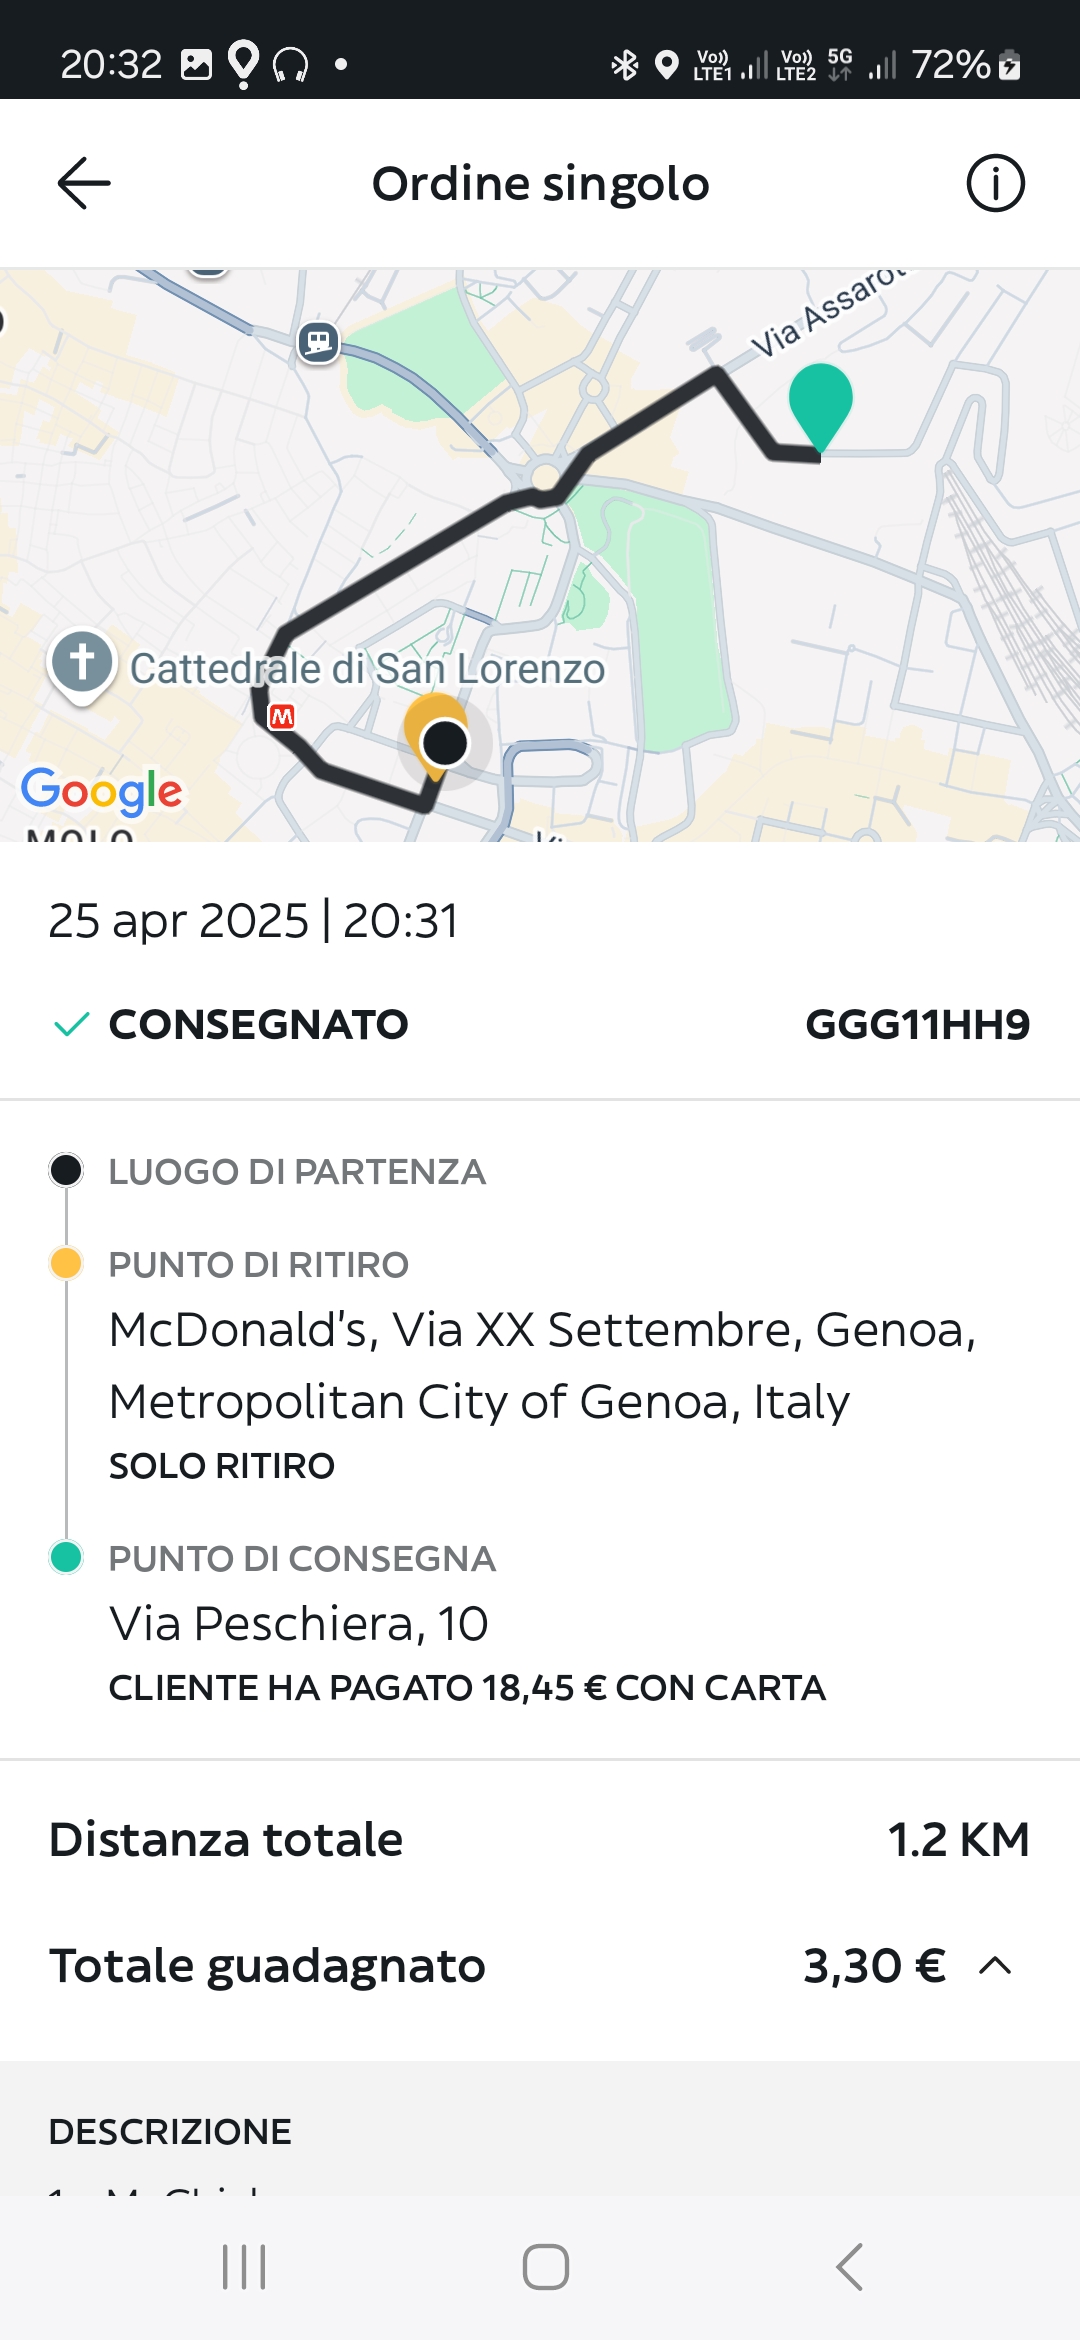 20:32
Vo)) LTE1 Vo)) LTE2 5G 72%
Ordine singolo
Via Assarot
M
Cattedrale di San Lorenzo
Google
MOLO
25 apr 2025 | 20:31
CONSEGNATO GGG11HH9
LUOGO DI PARTENZA
PUNTO DI RITIRO
McDonald's, Via XX Settembre, Genoa,
Metropolitan City of Genoa, Italy
SOLO RITIRO
PUNTO DI CONSEGNA
Via Peschiera, 10
CLIENTE HA PAGATO 18,45 € CON CARTA
Distanza totale 1.2 KM
Totale guadagnato 3,30 €
DESCRIZIONE